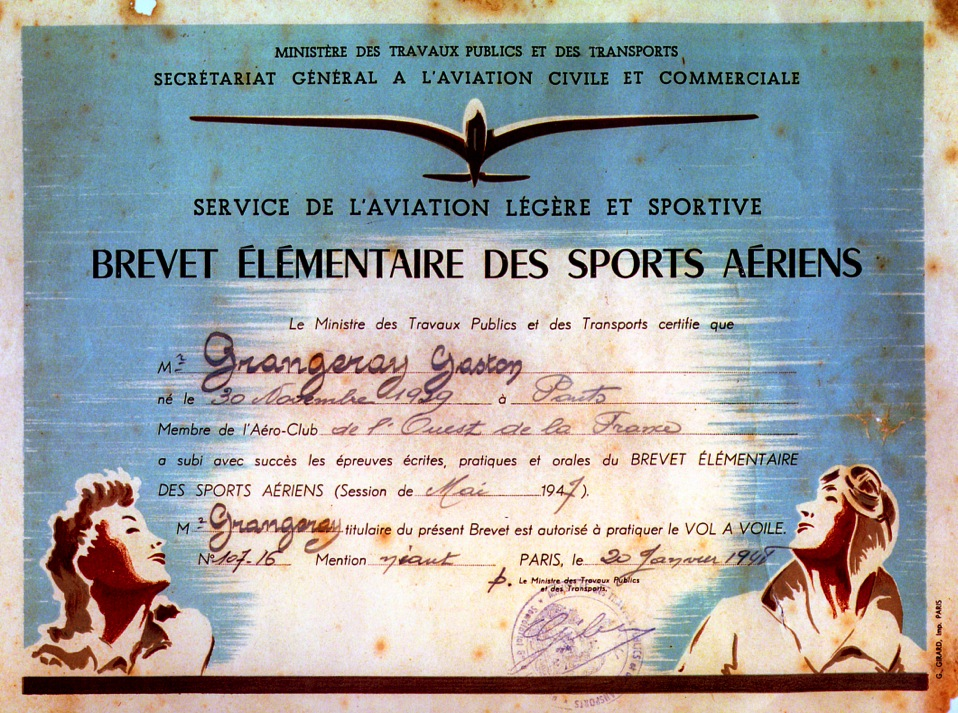 MINISTÈRE DES TRAVAUX PUBLICS ET DES TRANSPORTS
SECRÉTARIAT GÉNÉRAL A L'AVIATION CIVILE ET COMMERCIALE
SERVICE DE L'AVIATION LÉGÈRE ET SPORTIVE
BREVET ÉLÉMENTAIRE DES SPORTS AÉRIENS
Le Ministre des Travaux Publics et des Transports certifie que
Mr Grangeray Gaston
né le 30 Novembre 1929 à Paris
Membre de l'Aéro-Club de l'Ouest de la France
a subi avec succès les épreuves écrites, pratiques et orales du BREVET ÉLÉMENTAIRE
DES SPORTS AÉRIENS (Session de Mai 1947).
Mr Grangeray titulaire du présent Brevet est autorisé à pratiquer le VOL A VOILE.
N° 107-16 Mention néant PARIS, le 20 Janvier 1948
p. Le Ministre des Travaux Publics
et des Transports.
G. GIRARD, Imp. PARIS